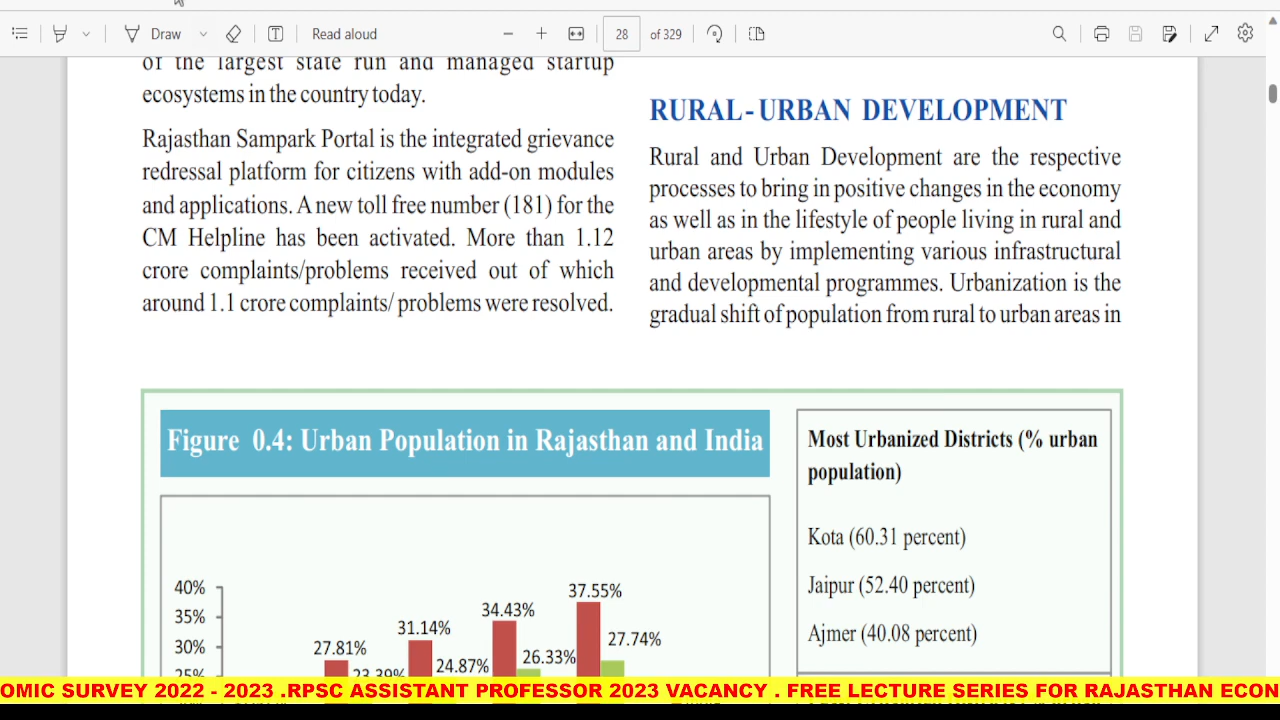 Draw
Read aloud
28
of 329
of the largest state run and managed startup
ecosystems in the country today.
Rajasthan Sampark Portal is the integrated grievance
redressal platform for citizens with add-on modules
and applications. A new toll free number (181) for the
CM Helpline has been activated. More than 1.12
crore complaints/problems received out of which
around 1.1 crore complaints/ problems were resolved.
RURAL-URBAN DEVELOPMENT
Rural and Urban Development are the respective
processes to bring in positive changes in the economy
as well as in the lifestyle of people living in rural and
urban areas by implementing various infrastructural
and developmental programmes. Urbanization is the
gradual shift of population from rural to urban areas in
Figure 0.4: Urban Population in Rajasthan and India
40%
35%
30%
25%
27.81%
23.39%
31.14%
24.87%
34.43%
26.33%
37.55%
27.74%
Most Urbanized Districts (% urban
population)
Kota (60.31 percent)
Jaipur (52.40 percent)
Ajmer (40.08 percent)
OMIC SURVEY 2022 - 2023 .RPSC ASSISTANT PROFESSOR 2023 VACANCY . FREE LECTURE SERIES FOR RAJASTHAN ECON